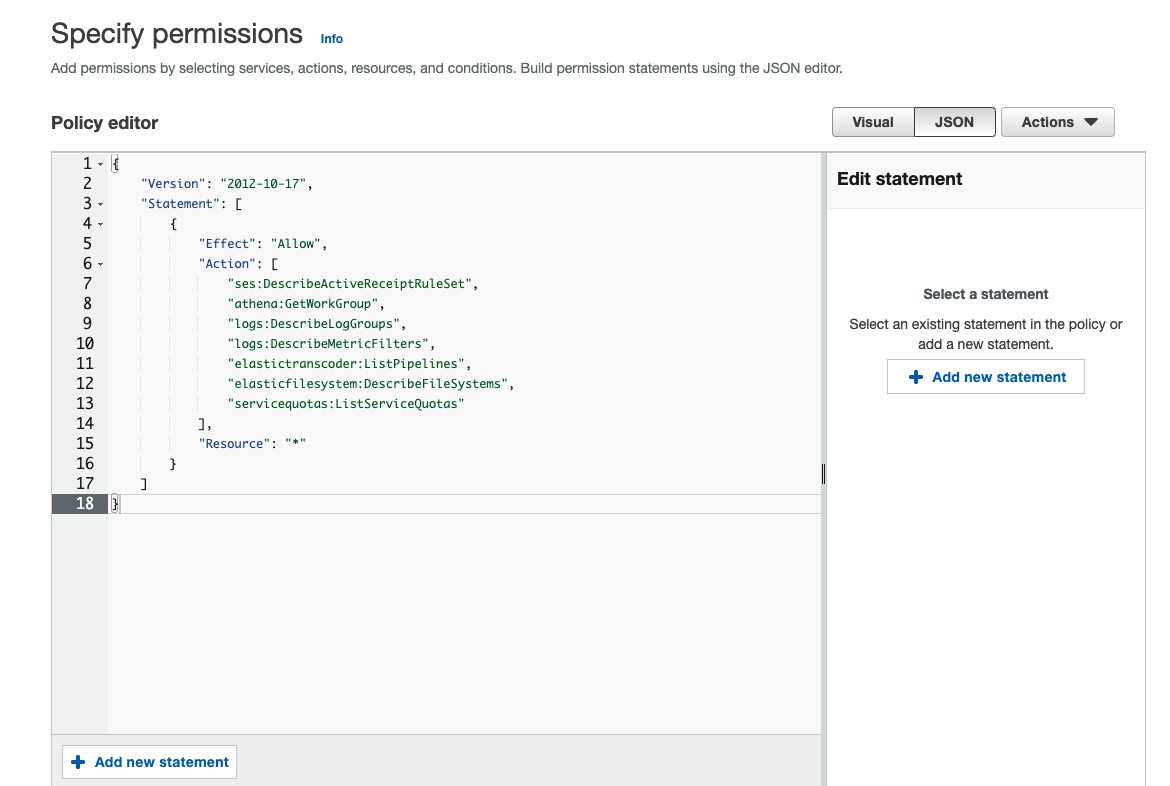 Specify permissions Info
Add permissions by selecting services, actions, resources, and conditions. Build permission statements using the JSON editor.
Policy editor
Visual JSON Actions
1 {
2 "Version": "2012-10-17",
3 "Statement": [
4 {
5 "Effect": "Allow",
6 "Action": [
7 "ses:DescribeActiveReceiptRuleSet",
8 "athena:GetWorkGroup",
9 "logs:DescribeLogGroups",
10 "logs:DescribeMetricFilters",
11 "elastictranscoder:ListPipelines",
12 "elasticfilesystem:DescribeFileSystems",
13 "servicequotas:ListServiceQuotas"
14 ],
15 "Resource": "*"
16 }
17 ]
18 }
Add new statement
Edit statement
Select a statement
Select an existing statement in the policy or
add a new statement.
Add new statement